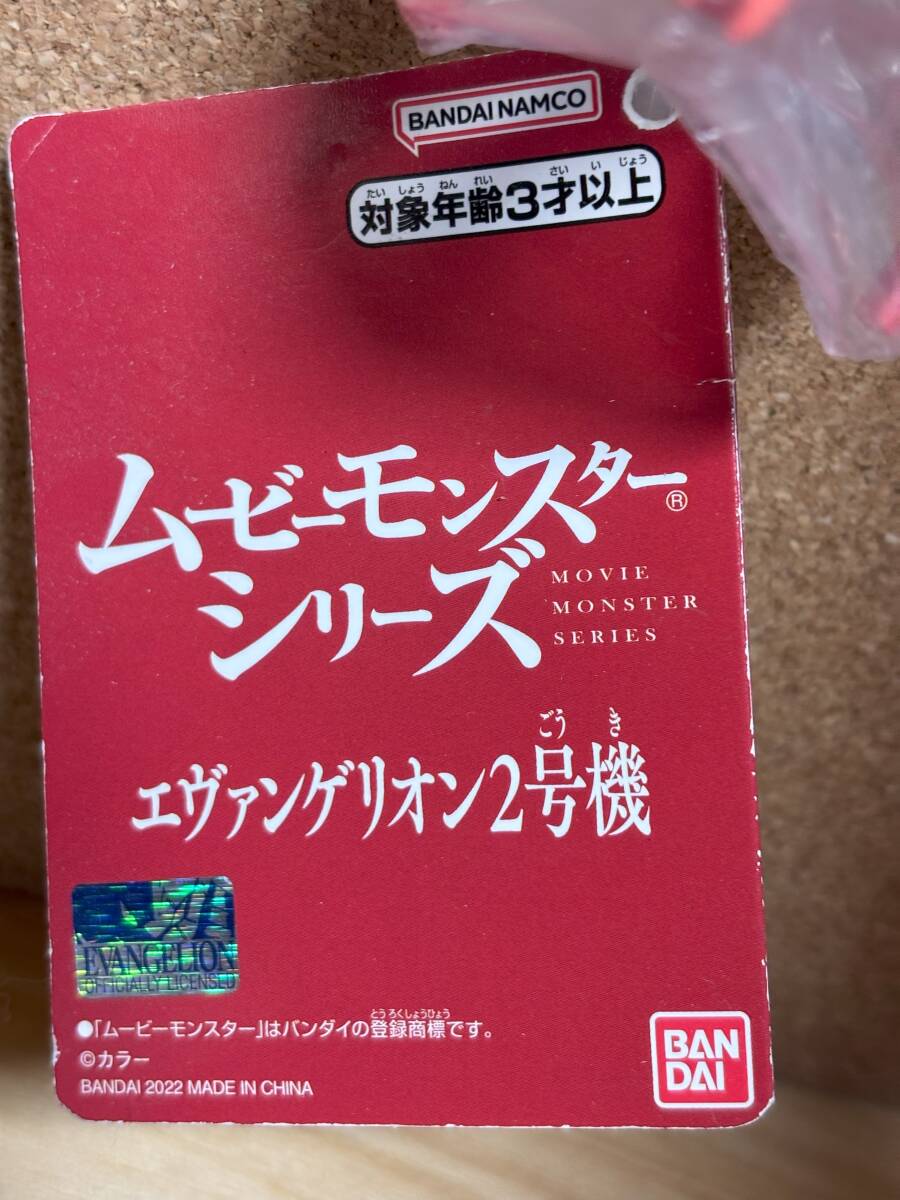 BANDAI NAMCO
たいしょうねんれい さいいじょう
対象年齢3才以上
ムービーモンスター®
シリーズ
MOVIE
MONSTER
SERIES
ごうき
エヴァンゲリオン2号機
EVANGELION
OFFICIALLY LICENSED
とうろくしょうひょう
●「ムービーモンスター」はバンダイの登録商標です。
©カラー
BANDAI 2022 MADE IN CHINA
BAN
DAI